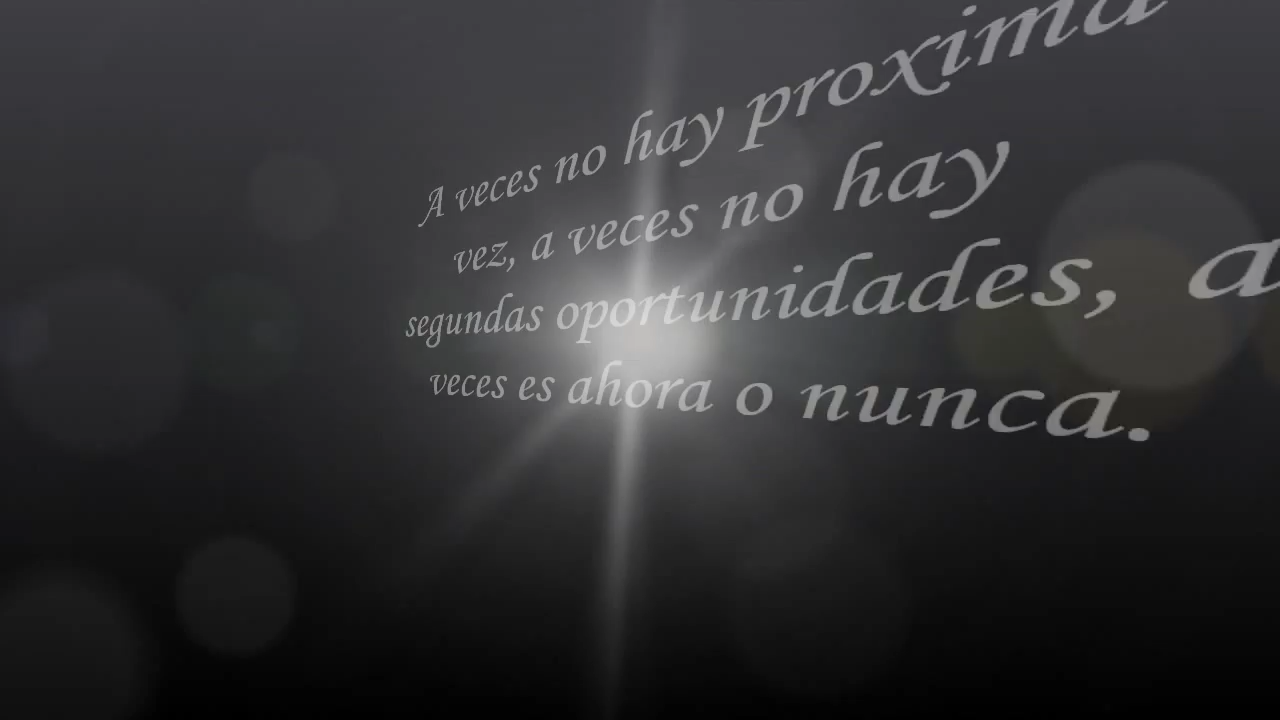 A veces no hay proxima
vez, a veces no hay
segundas oportunidades, a
veces es ahora o nunca.